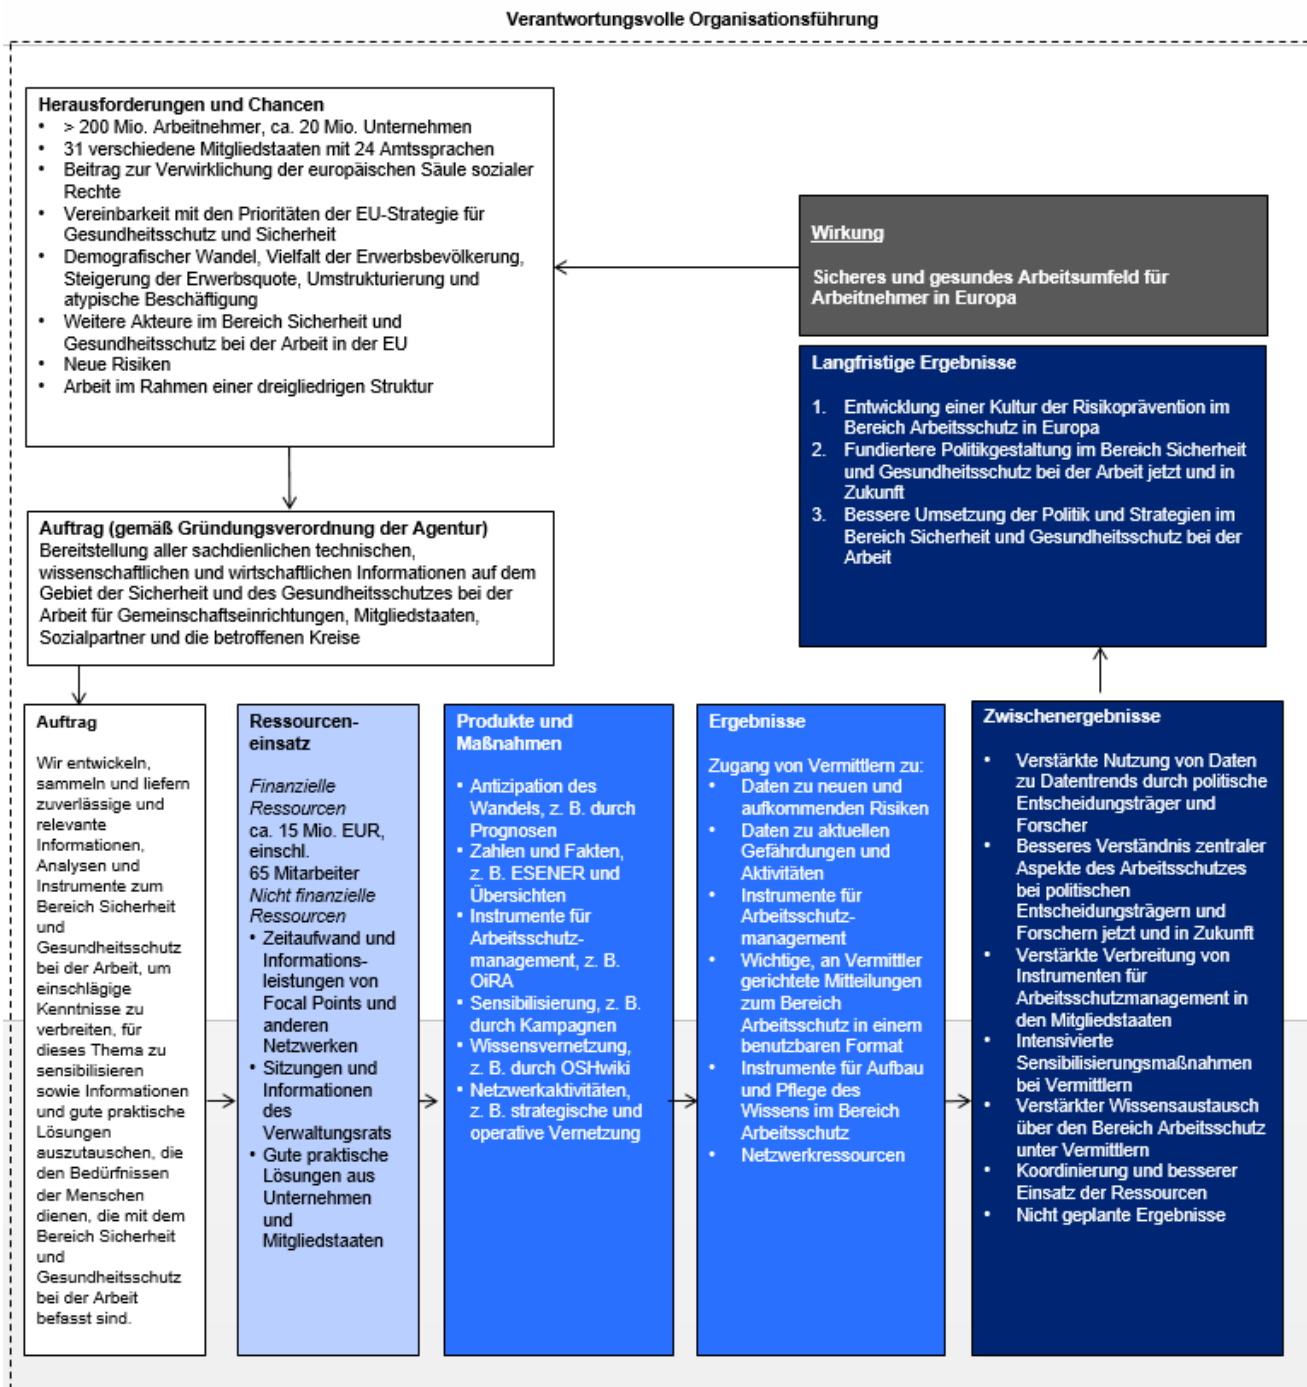 Verantwortungsvolle Organisationsführung
Herausforderungen und Chancen
• > 200 Mio. Arbeitnehmer, ca. 20 Mio. Unternehmen
• 31 verschiedene Mitgliedstaaten mit 24 Amtssprachen
• Beitrag zur Verwirklichung der europäischen Säule sozialer
Rechte
• Vereinbarkeit mit den Prioritäten der EU-Strategie für
Gesundheitsschutz und Sicherheit
• Demografischer Wandel, Vielfalt der Erwerbsbevölkerung,
Steigerung der Erwerbsquote, Umstrukturierung und
atypische Beschäftigung
• Weitere Akteure im Bereich Sicherheit und
Gesundheitsschutz bei der Arbeit in der EU
• Neue Risiken
• Arbeit im Rahmen einer dreigliedrigen Struktur
Wirkung
Sicheres und gesundes Arbeitsumfeld für
Arbeitnehmer in Europa
Langfristige Ergebnisse
1. Entwicklung einer Kultur der Risikoprävention im
Bereich Arbeitsschutz in Europa
2. Fundiertere Politikgestaltung im Bereich Sicherheit
und Gesundheitsschutz bei der Arbeit jetzt und in
Zukunft
3. Bessere Umsetzung der Politik und Strategien im
Bereich Sicherheit und Gesundheitsschutz bei der
Arbeit
Auftrag (gemäß Gründungsverordnung der Agentur)
Bereitstellung aller sachdienlichen technischen,
wissenschaftlichen und wirtschaftlichen Informationen auf dem
Gebiet der Sicherheit und des Gesundheitsschutzes bei der
Arbeit für Gemeinschaftseinrichtungen, Mitgliedstaaten,
Sozialpartner und die betroffenen Kreise
Auftrag
Wir entwickeln,
sammeln und liefern
zuverlässige und
relevante
Informationen,
Analysen und
Instrumente zum
Bereich Sicherheit
und
Gesundheitsschutz
bei der Arbeit, um
einschlägige
Kenntnisse zu
verbreiten, für
dieses Thema zu
sensibilisieren
sowie Informationen
und gute praktische
Lösungen
auszutauschen, die
den Bedürfnissen
der Menschen
dienen, die mit dem
Bereich Sicherheit
und
Gesundheitsschutz
bei der Arbeit
befasst sind.
Ressourcen-
einsatz
Finanzielle
Ressourcen
ca. 15 Mio. EUR,
einschl.
65 Mitarbeiter
Nicht finanzielle
Ressourcen
• Zeitaufwand und
Informations-
leistungen von
Focal Points und
anderen
Netzwerken
• Sitzungen und
Informationen
des
Verwaltungsrats
• Gute praktische
Lösungen aus
Unternehmen
und
Mitgliedstaaten
Produkte und
Maßnahmen
• Antizipation des
Wandels, z. B. durch
Prognosen
• Zahlen und Fakten,
z. B. ESENER und
Übersichten
• Instrumente für
Arbeitsschutz-
management, z. B.
OiRA
• Sensibilisierung, z. B.
durch Kampagnen
• Wissensvernetzung,
z. B. durch OSHwiki
• Netzwerkaktivitäten,
z. B. strategische und
operative Vernetzung
Ergebnisse
Zugang von Vermittlern zu:
• Daten zu neuen und
aufkommenden Risiken
• Daten zu aktuellen
Gefährdungen und
Aktivitäten
• Instrumente für
Arbeitsschutz-
management
• Wichtige, an Vermittler
gerichtete Mitteilungen
zum Bereich
Arbeitsschutz in einem
benutzbaren Format
• Instrumente für Aufbau
und Pflege des
Wissens im Bereich
Arbeitsschutz
• Netzwerkressourcen
Zwischenergebnisse
• Verstärkte Nutzung von Daten
zu Datentrends durch politische
Entscheidungsträger und
Forscher
• Besseres Verständnis zentraler
Aspekte des Arbeitsschutzes
bei politischen
Entscheidungsträgern und
Forschern jetzt und in Zukunft
• Verstärkte Verbreitung von
Instrumenten für
Arbeitsschutzmanagement in
den Mitgliedstaaten
• Intensivierte
Sensibilisierungsmaßnahmen
bei Vermittlern
• Verstärkter Wissensaustausch
über den Bereich Arbeitsschutz
unter Vermittlern
• Koordinierung und besserer
Einsatz der Ressourcen
• Nicht geplante Ergebnisse